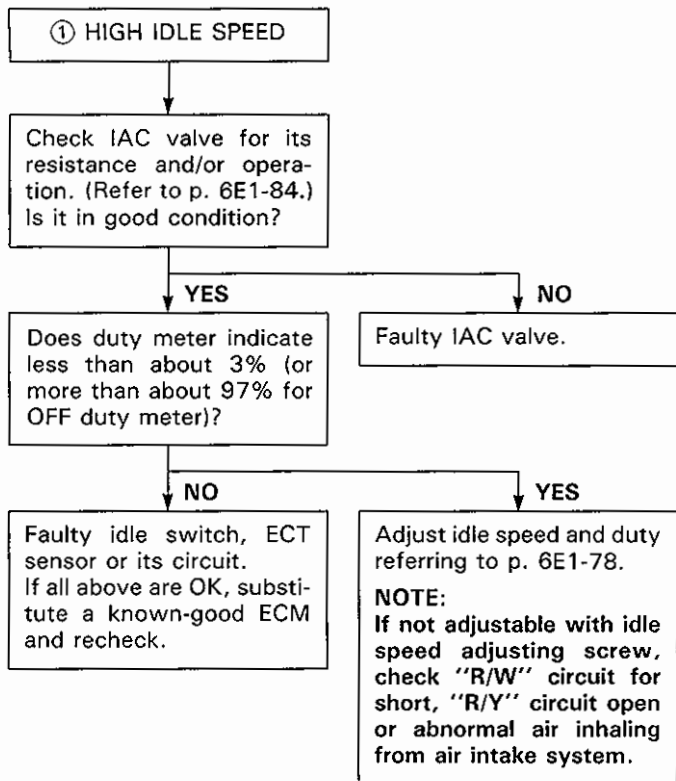 ① HIGH IDLE SPEED
Check IAC valve for its
resistance and/or opera-
tion. (Refer to p. 6E1-84.)
Is it in good condition?
YES
NO
Does duty meter indicate
less than about 3% (or
more than about 97% for
OFF duty meter)?
Faulty IAC valve.
NO
YES
Faulty idle switch, ECT
sensor or its circuit.
If all above are OK, substi-
tute a known-good ECM
and recheck.
Adjust idle speed and duty
referring to p. 6E1-78.
NOTE:
If not adjustable with idle
speed adjusting screw,
check "R/W" circuit for
short, "R/Y" circuit open
or abnormal air inhaling
from air intake system.